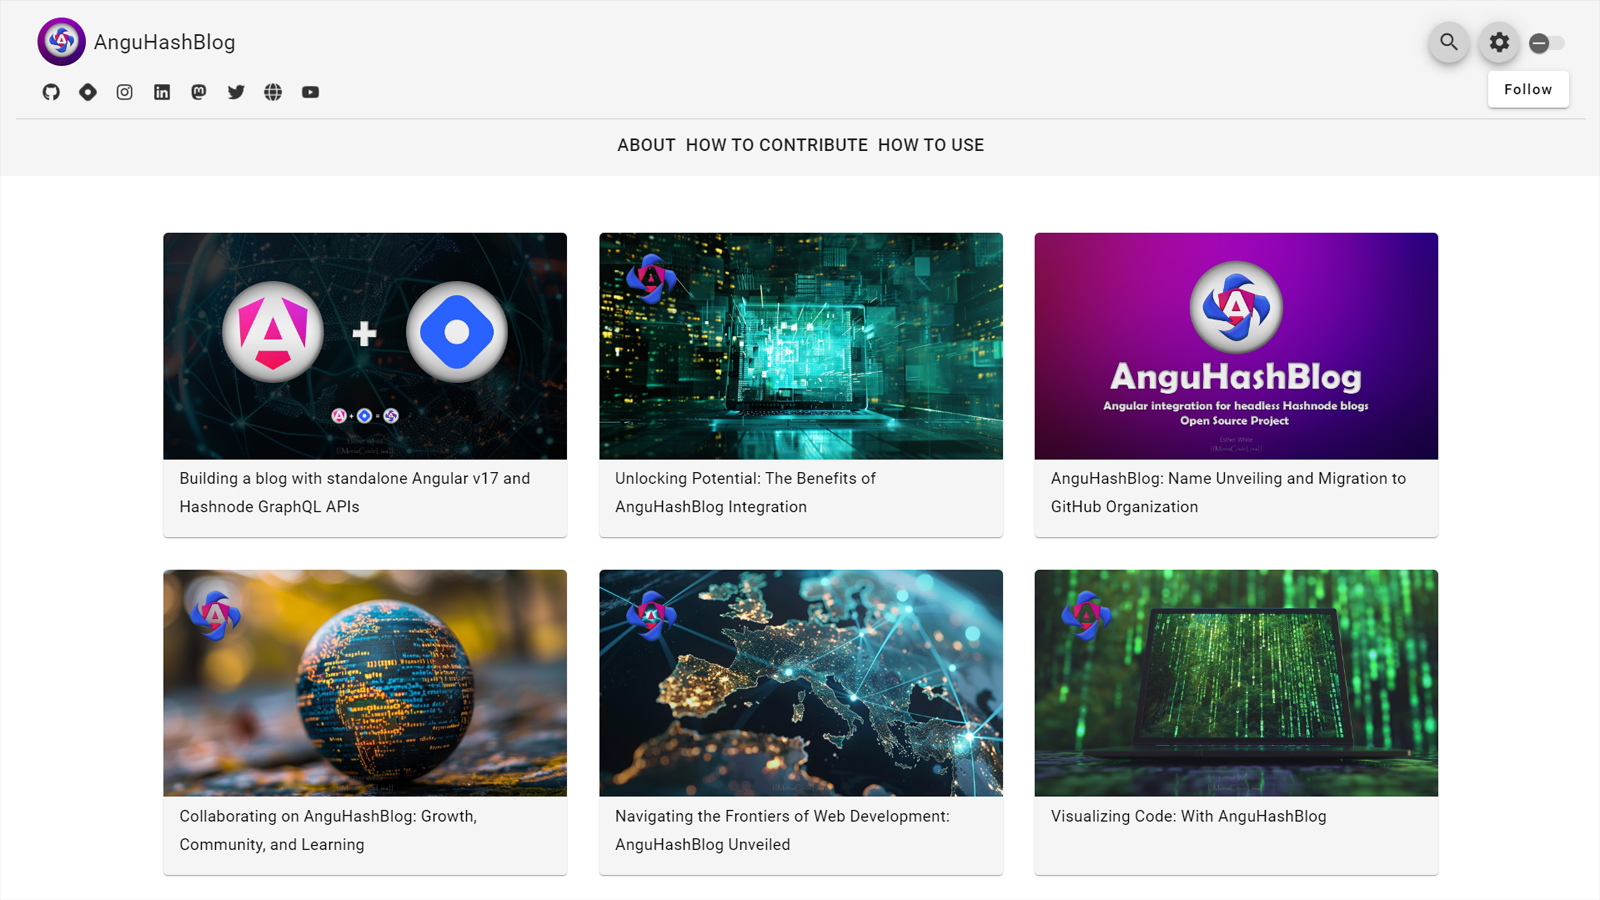 AnguHashBlog
Follow
ABOUT HOW TO CONTRIBUTE HOW TO USE
AnguHashBlog
Angular integration for headless Hashnode blogs
Open Source Project
Esther White
Building a blog with standalone Angular v17 and
Hashnode GraphQL APIs
Unlocking Potential: The Benefits of
AnguHashBlog Integration
AnguHashBlog: Name Unveiling and Migration to
GitHub Organization
Collaborating on AnguHashBlog: Growth,
Community, and Learning
Navigating the Frontiers of Web Development:
AnguHashBlog Unveiled
Visualizing Code: With AnguHashBlog